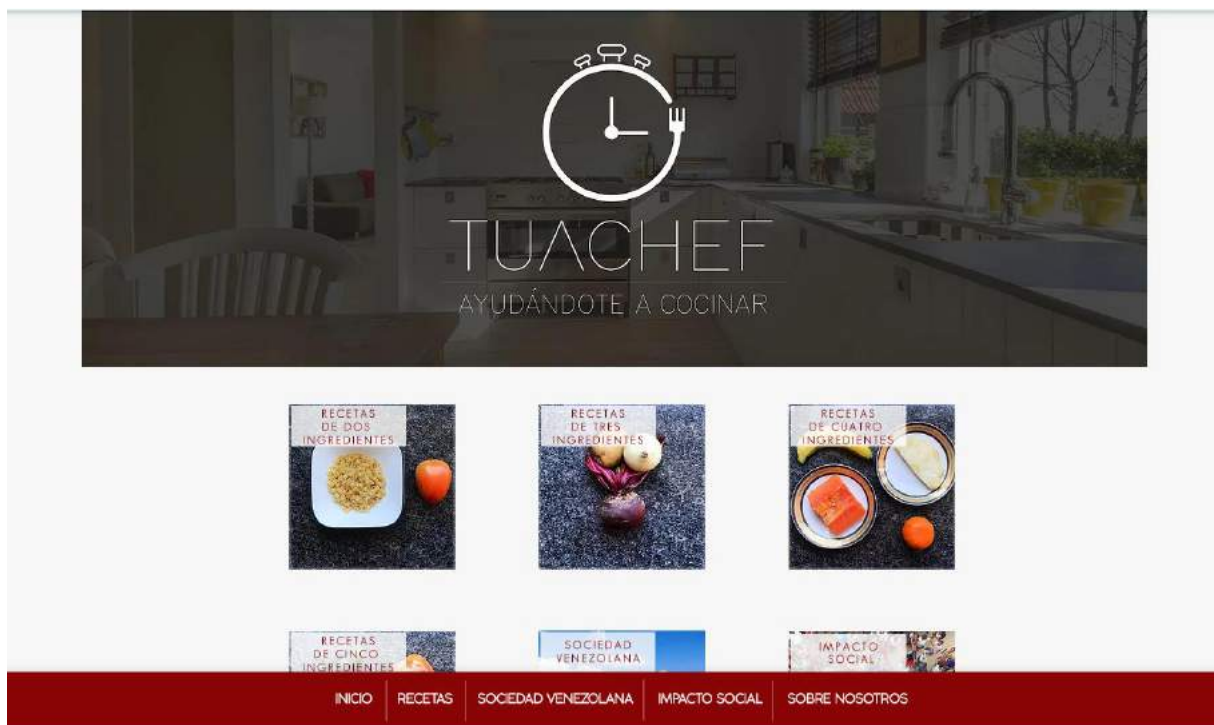 TUACHEF
AYUDÁNDOTE A COCINAR
RECETAS
DE DOS
INGREDIENTES
RECETAS
DE TRES
INGREDIENTES
RECETAS
DE CUATRO
INGREDIENTES
RECETAS
DE CINCO
INGREDIENTES
SOCIEDAD
VENEZOLANA
IMPACTO
SOCIAL
INICIO
RECETAS
SOCIEDAD VENEZOLANA
IMPACTO SOCIAL
SOBRE NOSOTROS